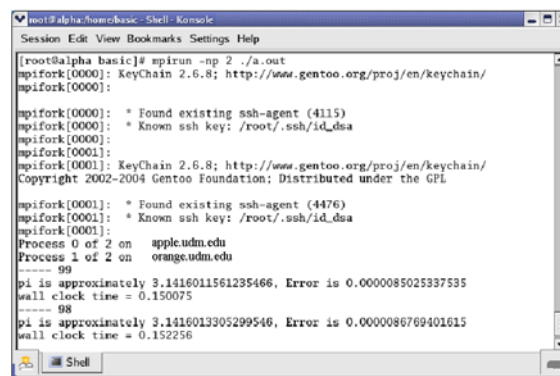 root@alpha:/home/basic - Shell - Konsole
Session Edit View Bookmarks Settings Help
[root@alpha basic]# mpirun -np 2 ./a.out
mpifork[0000]: KeyChain 2.6.8; http://www.gentoo.org/proj/en/keychain/
mpifork[0000]:
mpifork[0000]: * Found existing ssh-agent (4115)
mpifork[0000]: * Known ssh key: /root/.ssh/id_dsa
mpifork[0000]:
mpifork[0001]:
mpifork[0001]: KeyChain 2.6.8; http://www.gentoo.org/proj/en/keychain/
Copyright 2002-2004 Gentoo Foundation; Distributed under the GPL
mpifork[0001]: * Found existing ssh-agent (4476)
mpifork[0001]: * Known ssh key: /root/.ssh/id_dsa
mpifork[0001]:
Process 0 of 2 on apple.udm.edu
Process 1 of 2 on orange.udm.edu
----- 99
pi is approximately 3.1416011561235466, Error is 0.0000085025337535
wall clock time = 0.150075
----- 98
pi is approximately 3.1416013305299546, Error is 0.0000086769401615
wall clock time = 0.152256
Shell